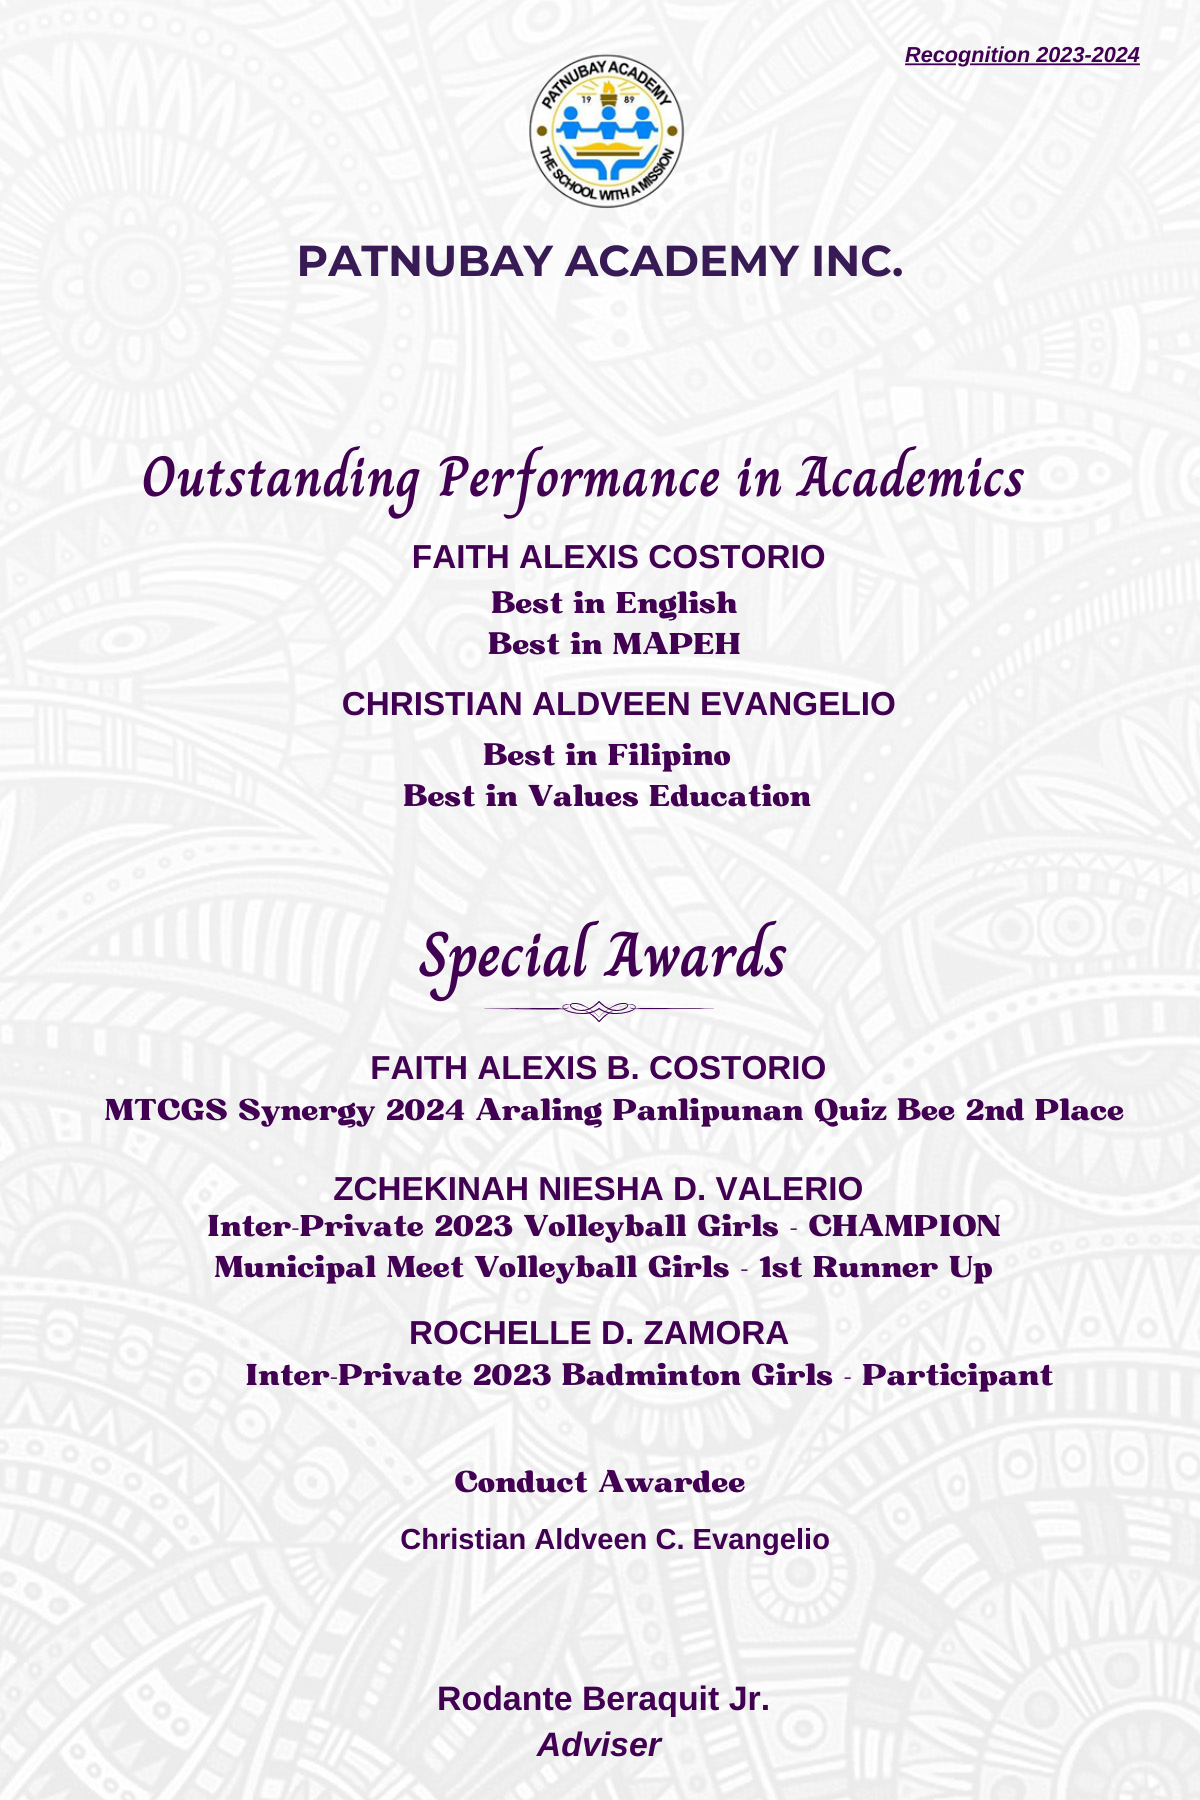 Recognition 2023-2024
PATNUBAY ACADEMY
19 89
THE SCHOOL WITH A MISSION
PATNUBAY ACADEMY INC.
Outstanding Performance in Academics
FAITH ALEXIS COSTORIO
Best in English
Best in MAPEH
CHRISTIAN ALDVEEN EVANGELIO
Best in Filipino
Best in Values Education
Special Awards
FAITH ALEXIS B. COSTORIO
MTCGS Synergy 2024 Araling Panlipunan Quiz Bee 2nd Place
ZCHEKINAH NIESHA D. VALERIO
Inter-Private 2023 Volleyball Girls - CHAMPION
Municipal Meet Volleyball Girls - 1st Runner Up
ROCHELLE D. ZAMORA
Inter-Private 2023 Badminton Girls - Participant
Conduct Awardee
Christian Aldveen C. Evangelio
Rodante Beraquit Jr.
Adviser